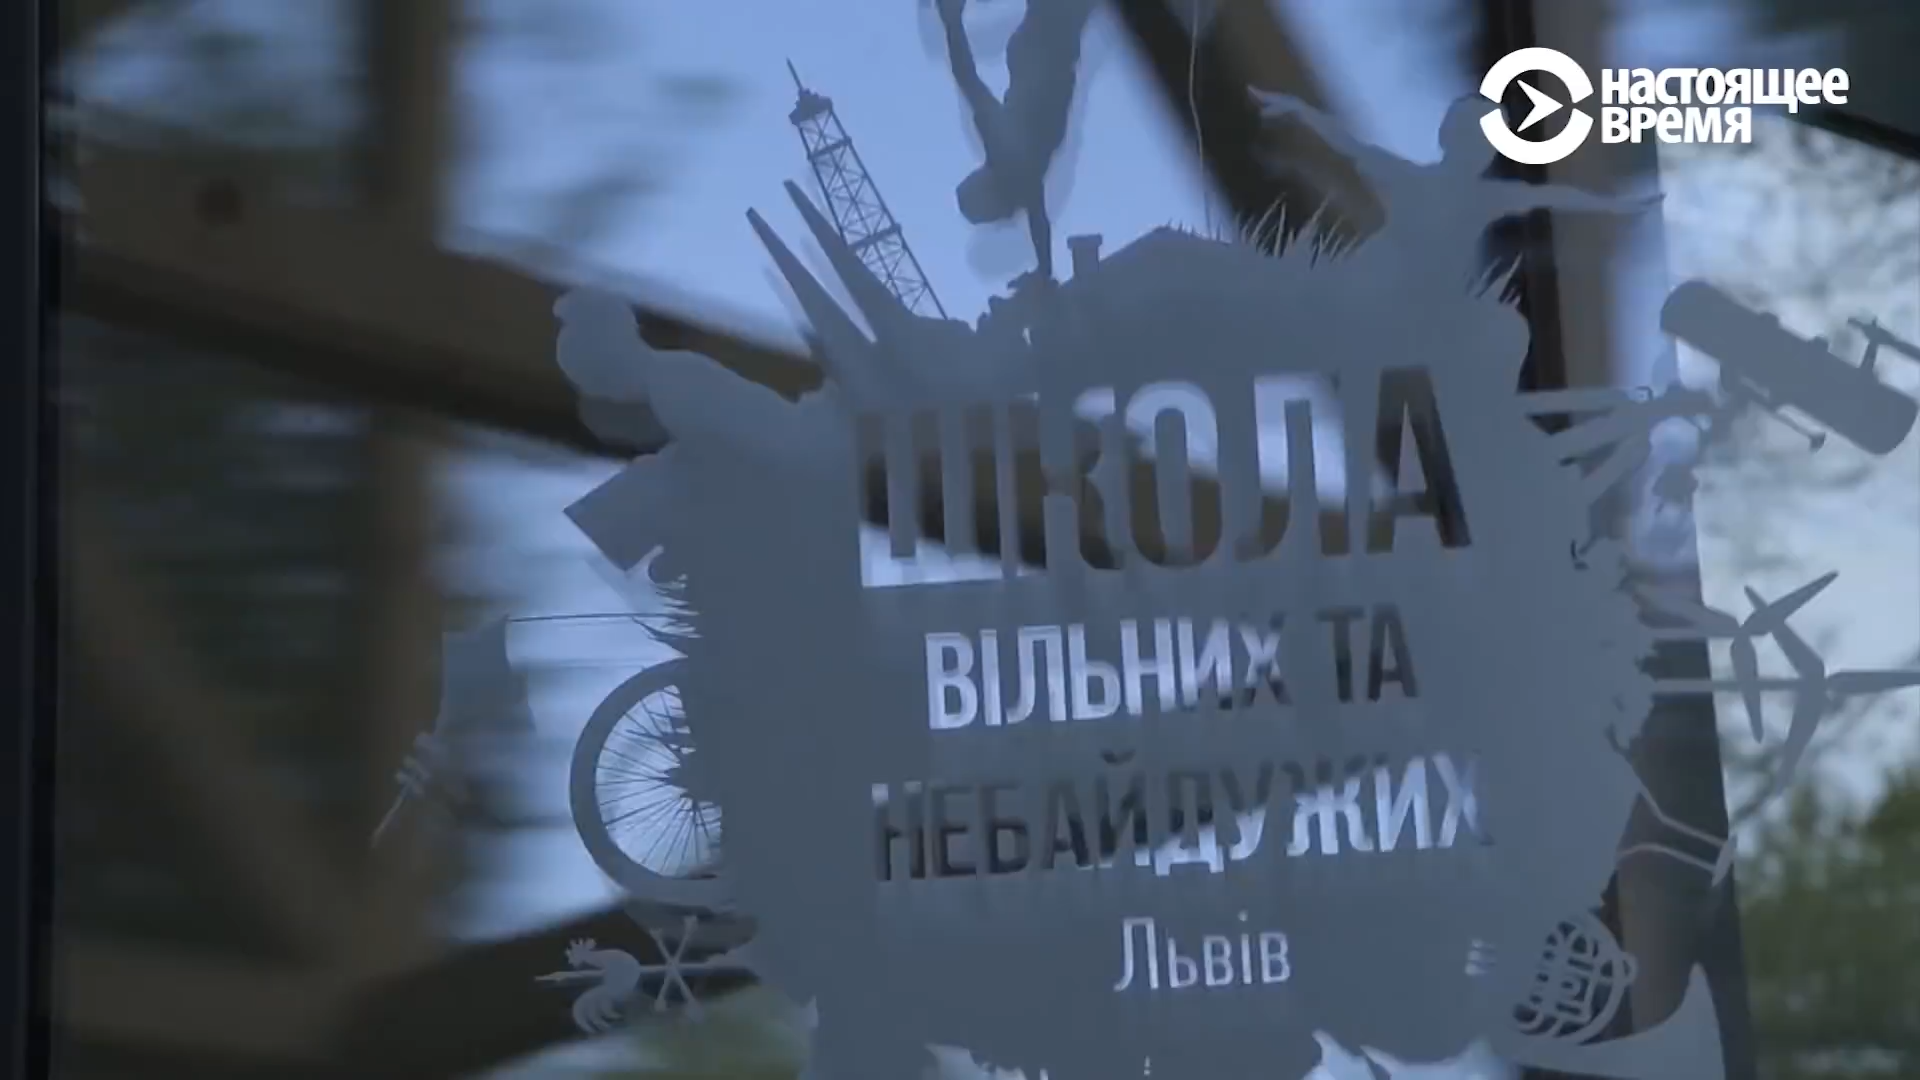 НАСТОЯЩЕЕ
ВРЕМЯ
ШКОЛА
ВІЛЬНИХ ТА
НЕБАЙДУЖИХ
Львів